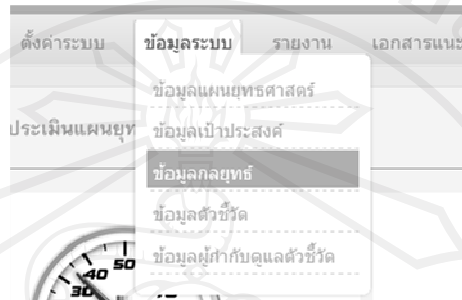 ตั้งค่าระบบ ข้อมูลระบบ รายงาน เอกสารแนะ
ข้อมูลแผนยุทธศาสตร์
ประเมินแผนยุท ข้อมูลเป้าประสงค์
ข้อมูลกลยุทธ์
ข้อมูลตัวชี้วัด
ข้อมูลผู้กำกับดูแลตัวชี้วัด
50
40
30